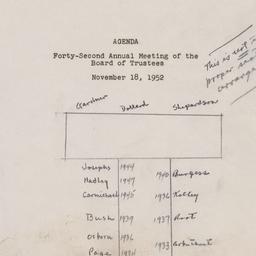 AGENDA
Forty-Second Annual Meeting of the
Board of Trustees
November 18, 1952
This is not
proper
Gardner Dollard Shepardson
Josephs 1944
1940 Burgess
Hadley 1947
Carmichael 1945 1936 Kelley
Bush 1939 1937 Root
Osborn 1936
1933 Arbuthnot
Page 1934